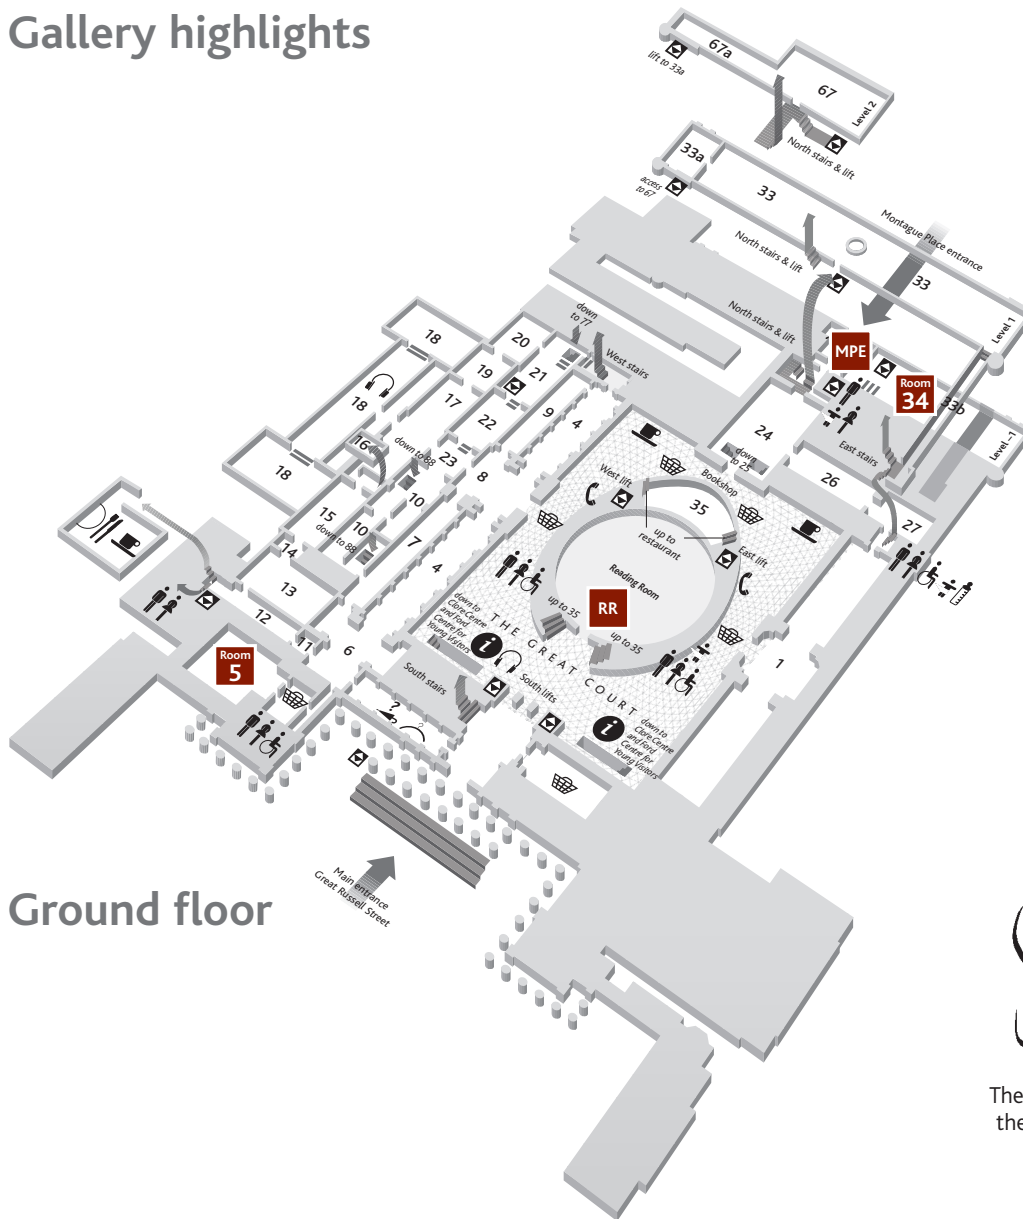 Gallery highlights
67a
lift to 33a
67
Level 2
North stairs & lift
33a
access
to 67
33
Montague Place entrance
North stairs & lift
33
Level 1
North stairs & lift
MPE
Room
34
33b
Level -1
down
to 77
West stairs
18
20
19
21
17
22
9
4
18
16
down to 88
23
8
18
10
15
10
down to 88
7
14
13
4
12
11
6
Room
5
24
down
to 25
East stairs
26
27
Bookshop
West lift
35
up to
restaurant
East lift
Reading Room
RR
up to 35
up to 35
down to
Clore Centre
and Ford
Centre for
Young Visitors
i
THE GREAT COURT
South stairs
South lifts
1
i
down to
Clore Centre
and Ford
Centre for
Young Visitors
?
?
Main entrance
Great Russell Street
Ground floor
The
the